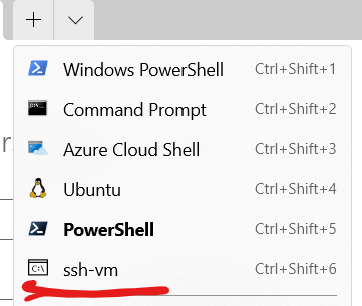 Windows PowerShell Ctrl+Shift+1
Command Prompt Ctrl+Shift+2
Azure Cloud Shell Ctrl+Shift+3
Ubuntu Ctrl+Shift+4
PowerShell Ctrl+Shift+5
ssh-vm Ctrl+Shift+6